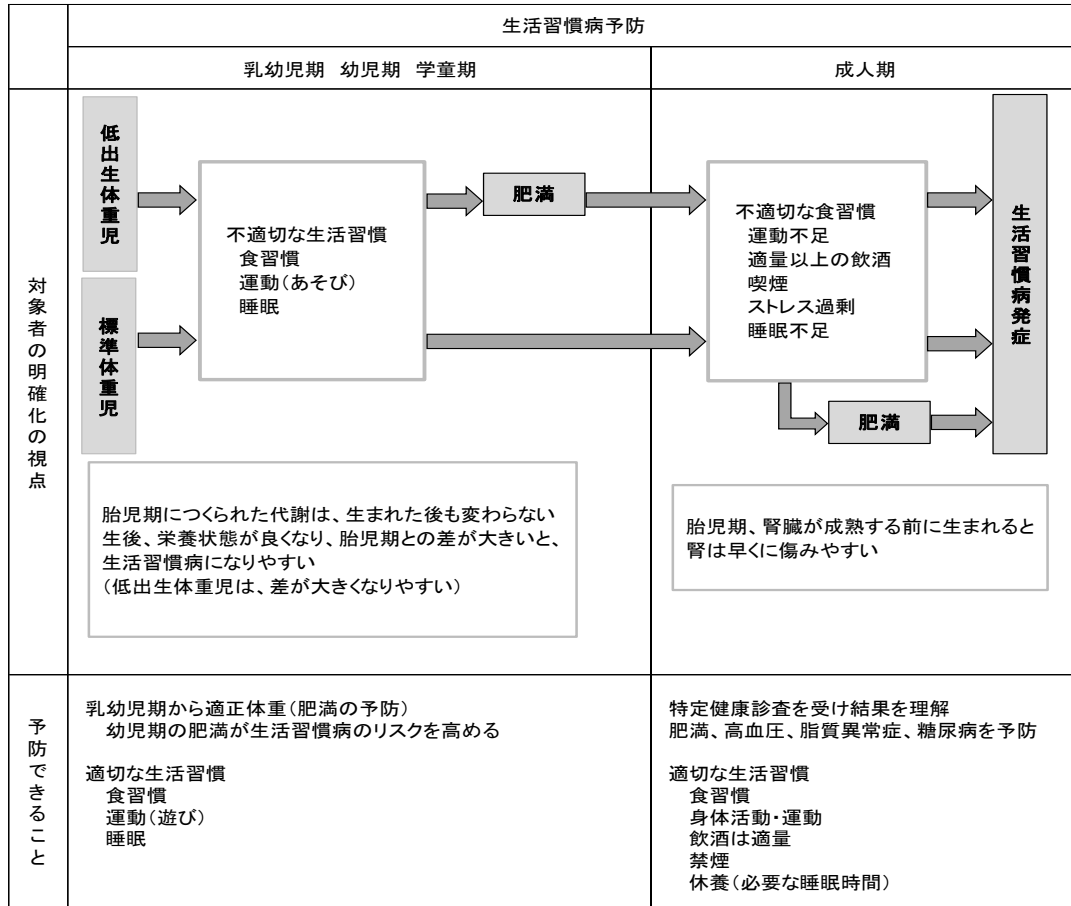 生活習慣病予防
乳幼児期 幼児期 学童期
成人期
対象者の明確化の視点
低出生体重児
標準体重児
不適切な生活習慣
食習慣
運動(あそび)
睡眠
肥満
不適切な食習慣
運動不足
適量以上の飲酒
喫煙
ストレス過剰
睡眠不足
肥満
生活習慣病発症
胎児期につくられた代謝は、生まれた後も変わらない
生後、栄養状態が良くなり、胎児期との差が大きいと、
生活習慣病になりやすい
(低出生体重児は、差が大きくなりやすい)
胎児期、腎臓が成熟する前に生まれると
腎は早くに傷みやすい
予防できること
乳幼児期から適正体重(肥満の予防)
幼児期の肥満が生活習慣病のリスクを高める
適切な生活習慣
食習慣
運動(遊び)
睡眠
特定健康診査を受け結果を理解
肥満、高血圧、脂質異常症、糖尿病を予防
適切な生活習慣
食習慣
身体活動・運動
飲酒は適量
禁煙
休養(必要な睡眠時間)